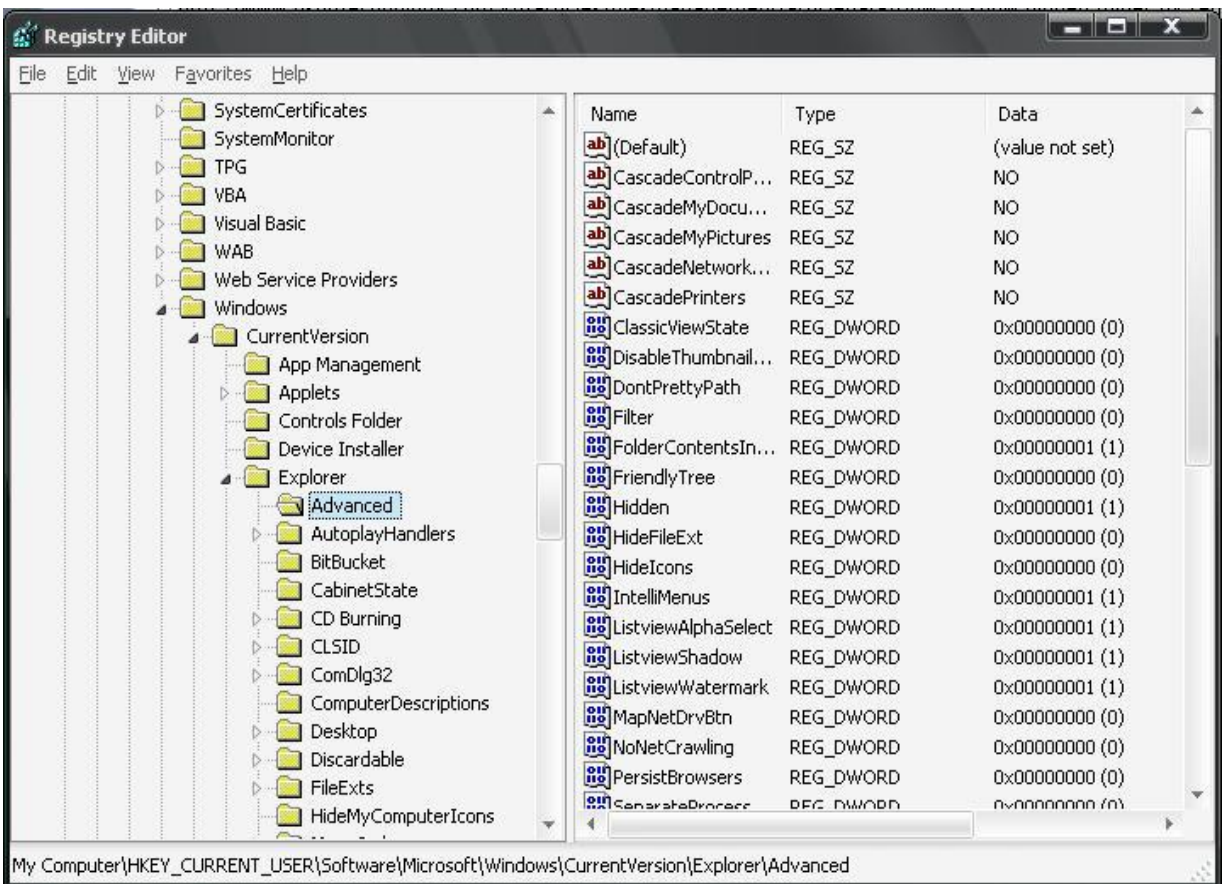 Registry Editor
File Edit View Favorites Help
SystemCertificates
SystemMonitor
TPG
VBA
Visual Basic
WAB
Web Service Providers
Windows
CurrentVersion
App Management
Applets
Controls Folder
Device Installer
Explorer
Advanced
AutoplayHandlers
BitBucket
CabinetState
CD Burning
CLSID
ComDlg32
ComputerDescriptions
Desktop
Discardable
FileExts
HideMyComputerIcons
Name Type Data
(Default) REG_SZ (value not set)
CascadeControlP... REG_SZ NO
CascadeMyDocu... REG_SZ NO
CascadeMyPictures REG_SZ NO
CascadeNetwork... REG_SZ NO
CascadePrinters REG_SZ NO
ClassicViewState REG_DWORD 0x00000000 (0)
DisableThumbnail... REG_DWORD 0x00000000 (0)
DontPrettyPath REG_DWORD 0x00000000 (0)
Filter REG_DWORD 0x00000000 (0)
FolderContentsIn... REG_DWORD 0x00000001 (1)
FriendlyTree REG_DWORD 0x00000000 (0)
Hidden REG_DWORD 0x00000001 (1)
HideFileExt REG_DWORD 0x00000000 (0)
HideIcons REG_DWORD 0x00000000 (0)
IntelliMenus REG_DWORD 0x00000001 (1)
ListviewAlphaSelect REG_DWORD 0x00000001 (1)
ListviewShadow REG_DWORD 0x00000001 (1)
ListviewWatermark REG_DWORD 0x00000001 (1)
MapNetDrvBtn REG_DWORD 0x00000000 (0)
NoNetCrawling REG_DWORD 0x00000000 (0)
PersistBrowsers REG_DWORD 0x00000000 (0)
SeparateProcess REG_DWORD 0x00000000 (0)
My Computer\HKEY_CURRENT_USER\Software\Microsoft\Windows\CurrentVersion\Explorer\Advanced